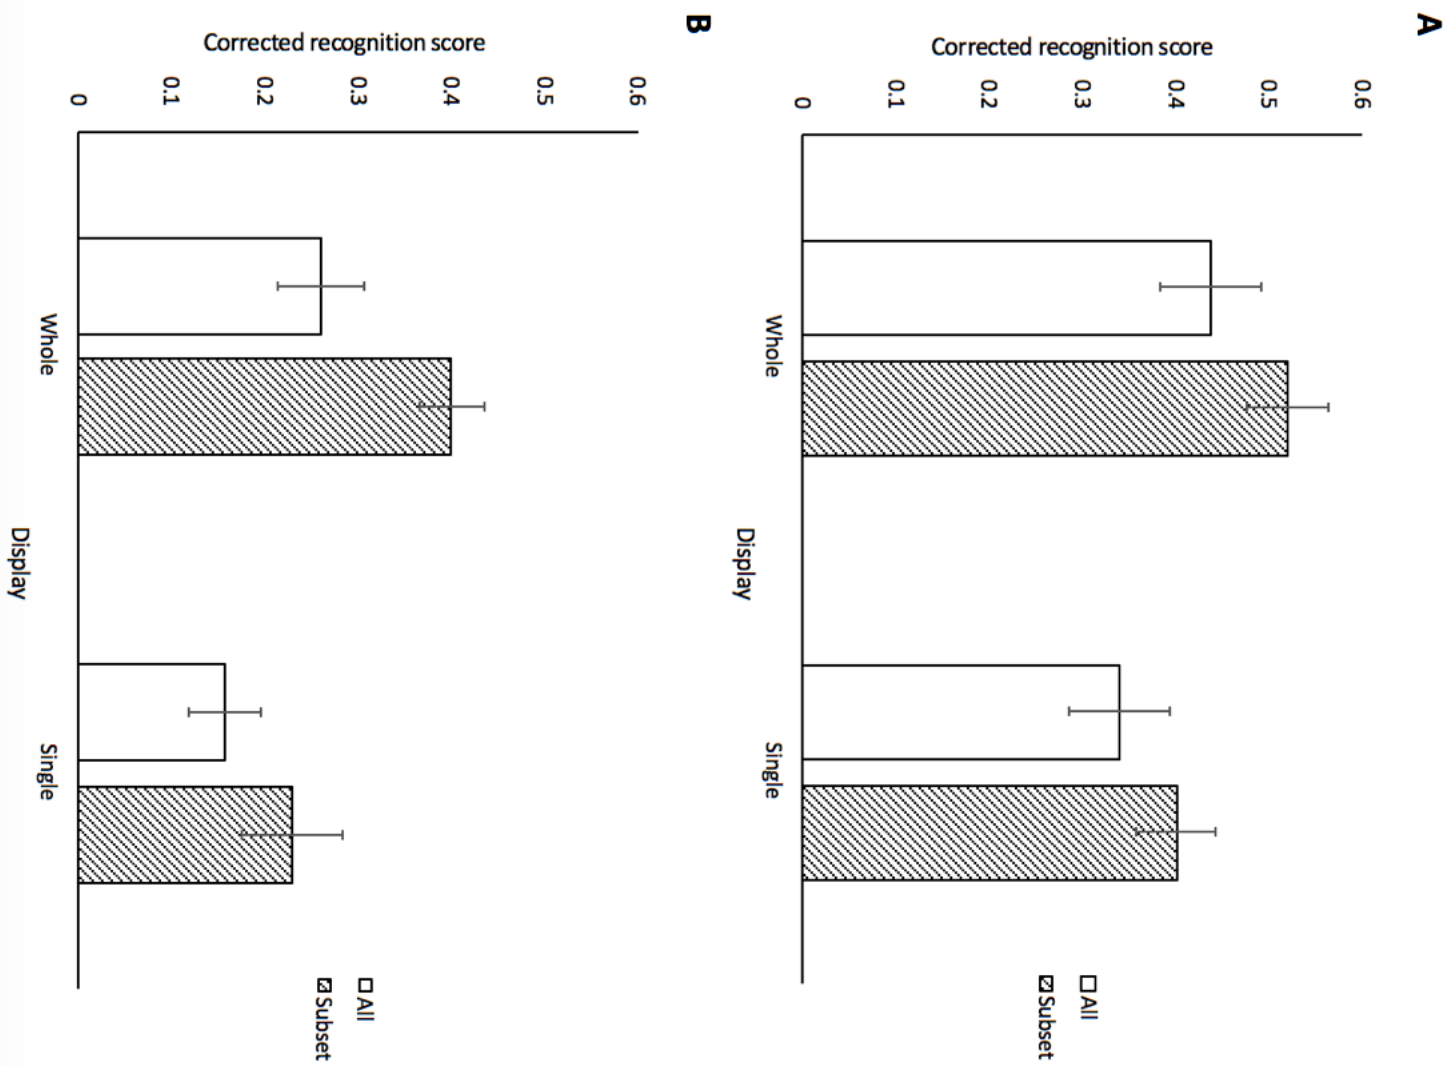 A
Corrected recognition score
0.6
0.5
0.4
0.3
0.2
0.1
0
Whole
Single
Display
All
Subset
B
Corrected recognition score
0.6
0.5
0.4
0.3
0.2
0.1
0
Whole
Single
Display
All
Subset